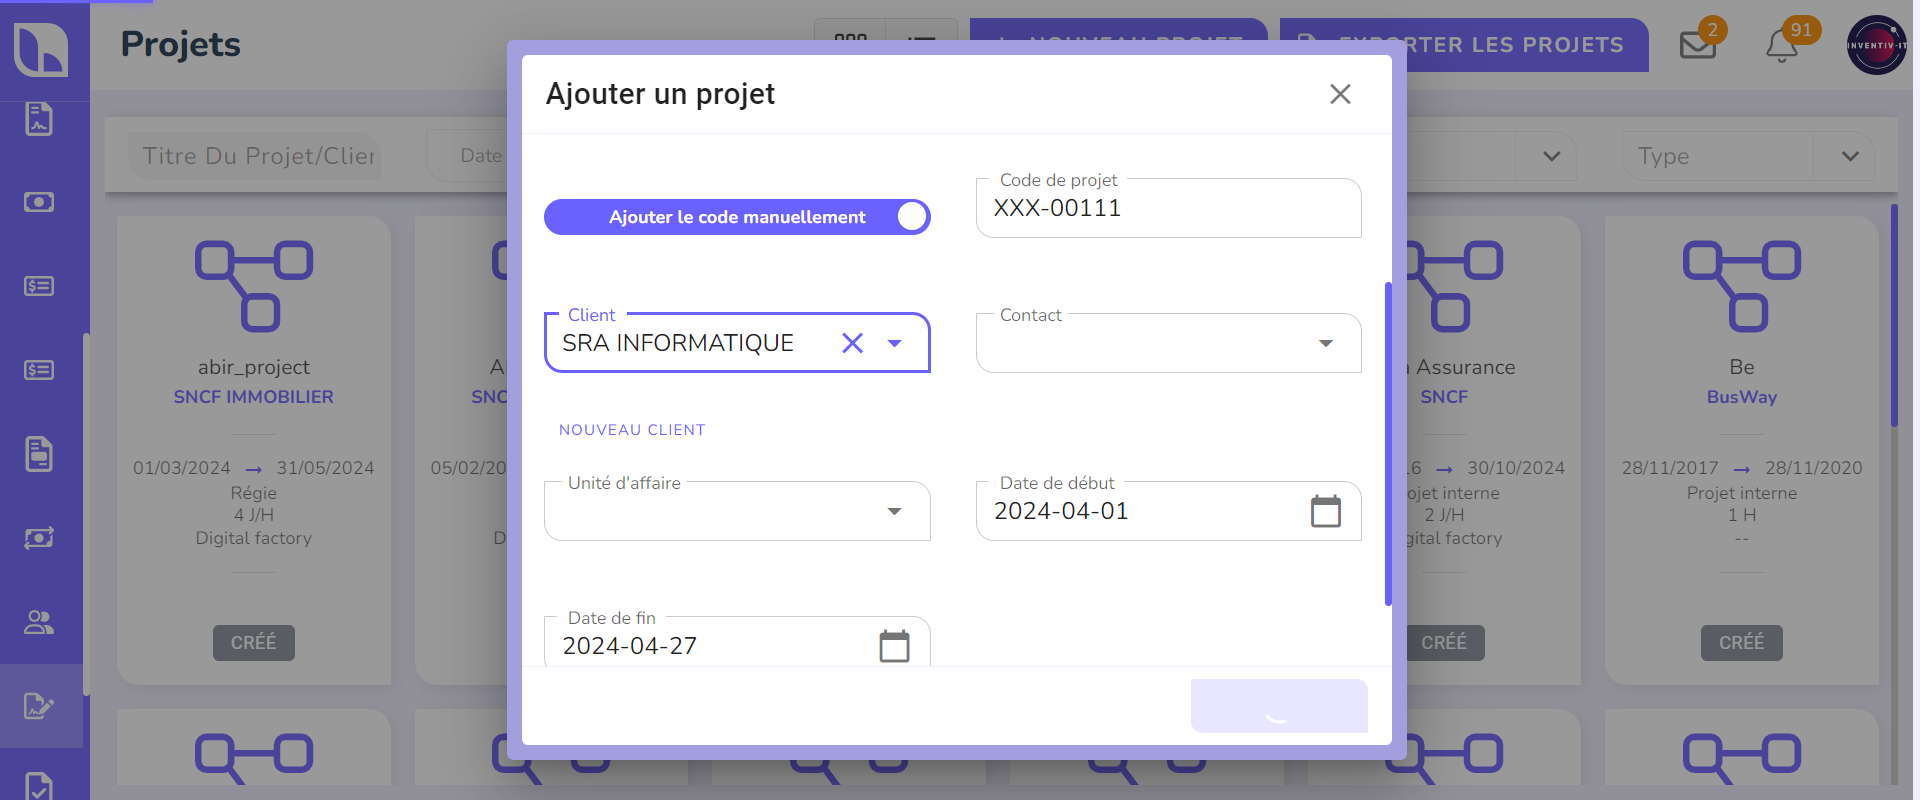 Projets
NOUVEAU PROJET
EXPORTER LES PROJETS
2
91
INVENTIV-IT
Titre Du Projet/Clier
Date
Type
Ajouter un projet
Ajouter le code manuellement
Code de projet
XXX-00111
Client
SRA INFORMATIQUE
Contact
NOUVEAU CLIENT
Unité d'affaire
Date de début
2024-04-01
Date de fin
2024-04-27
abir_project
SNCF IMMOBILIER
01/03/2024 → 31/05/2024
Régie
4 J/H
Digital factory
CRÉÉ
A
SNC
05/02/20
D
Assurance
SNCF
16 → 30/10/2024
ojet interne
2 J/H
gital factory
CRÉÉ
Be
BusWay
28/11/2017 → 28/11/2020
Projet interne
1 H
--
CRÉÉ